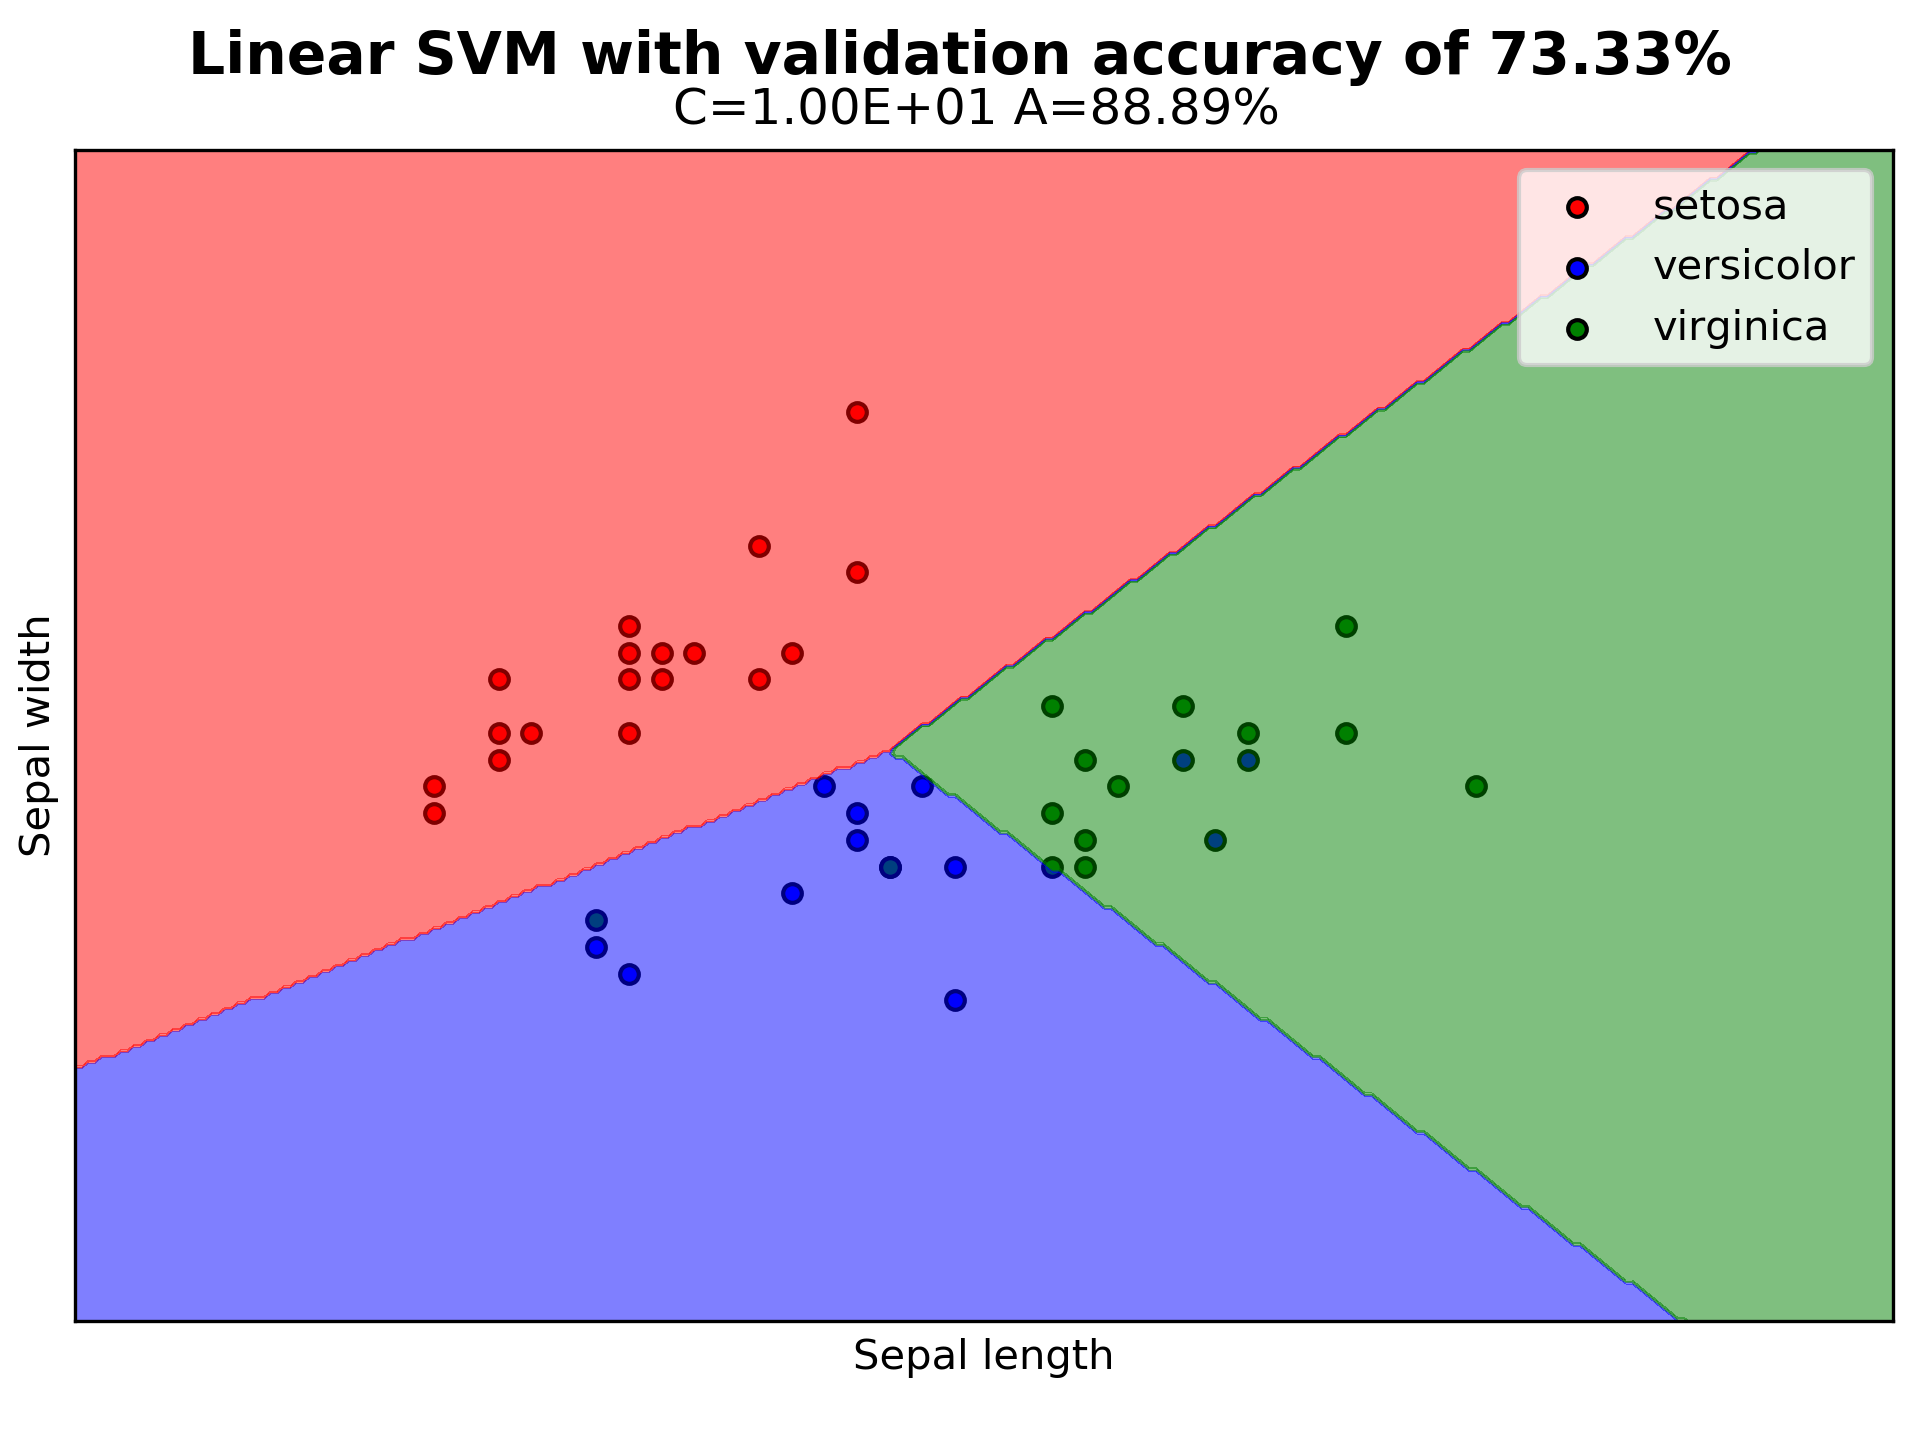 Linear SVM with validation accuracy of 73.33%
C=1.00E+01 A=88.89%
setosa
versicolor
virginica
Sepal width
Sepal length